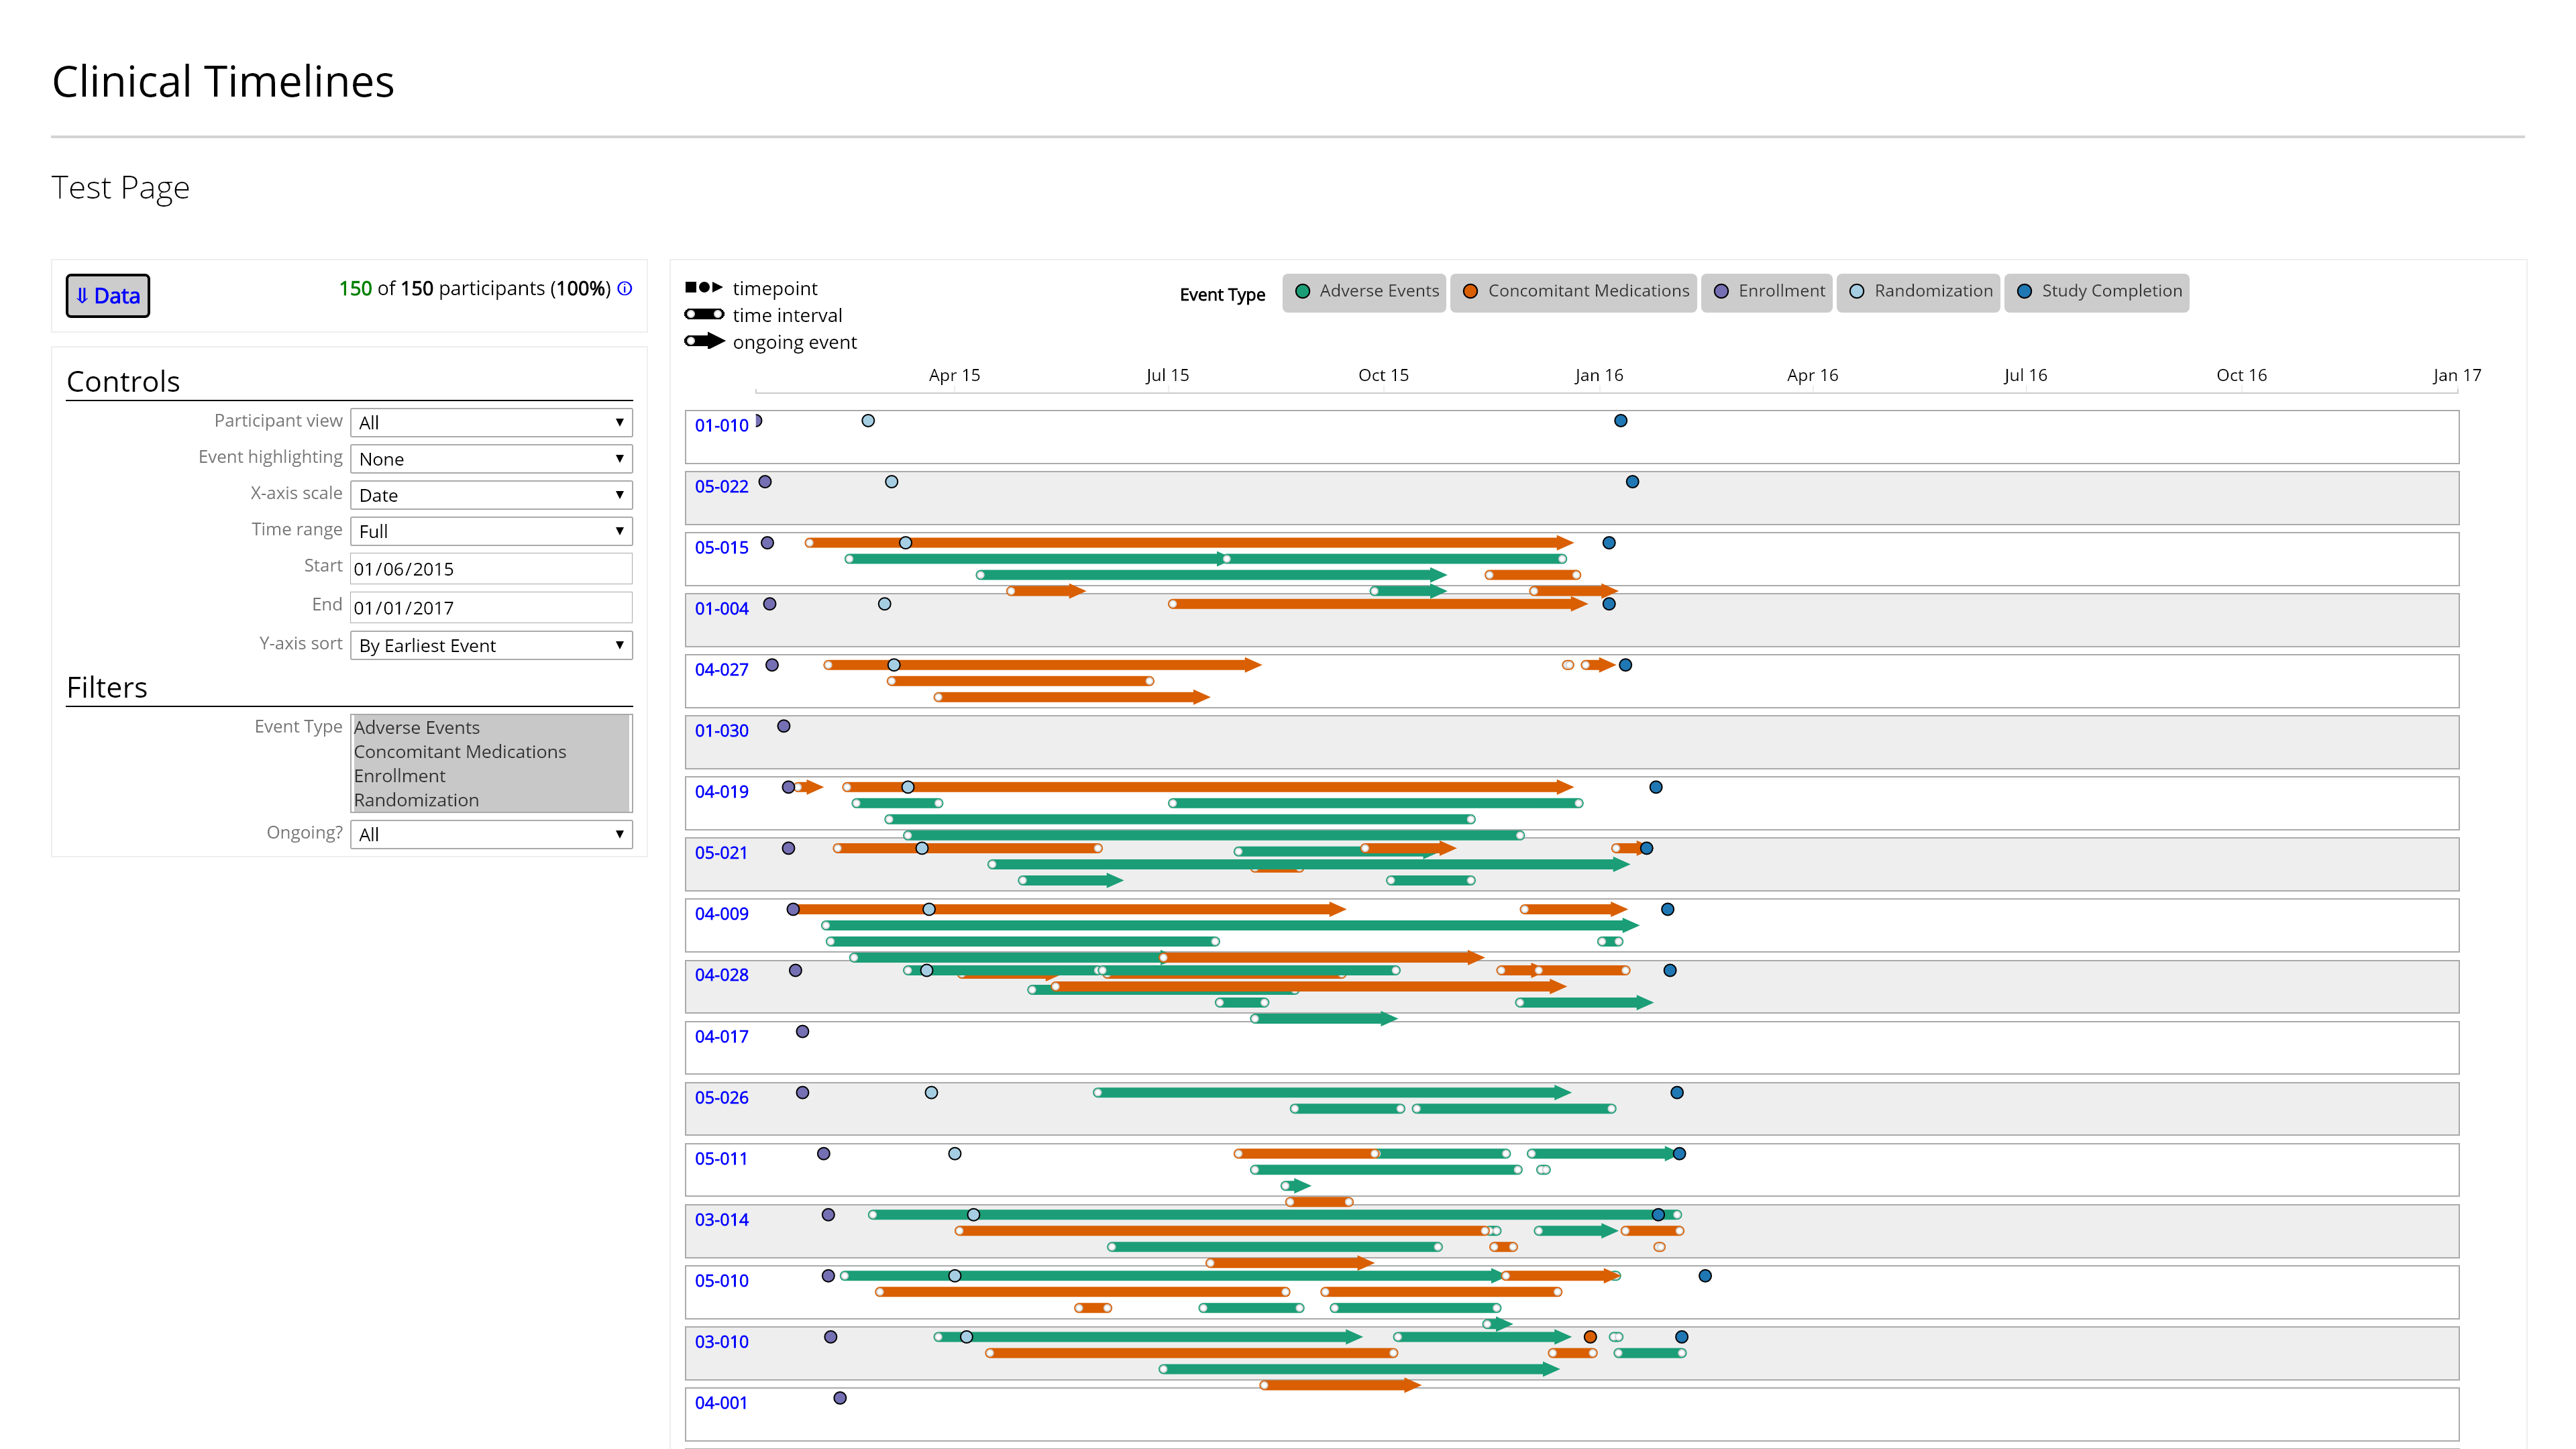 Clinical Timelines
Test Page
⇓ Data
150 of 150 participants (100%) ⓘ
Controls
Participant view All
Event highlighting None
X-axis scale Date
Time range Full
Start 01/06/2015
End 01/01/2017
Y-axis sort By Earliest Event
Filters
Event Type Adverse Events
Concomitant Medications
Enrollment
Randomization
Ongoing? All
timepoint
time interval
ongoing event
Event Type Adverse Events Concomitant Medications Enrollment Randomization Study Completion
Apr 15 Jul 15 Oct 15 Jan 16 Apr 16 Jul 16 Oct 16 Jan 17
01-010
05-022
05-015
01-004
04-027
01-030
04-019
05-021
04-009
04-028
04-017
05-026
05-011
03-014
05-010
03-010
04-001